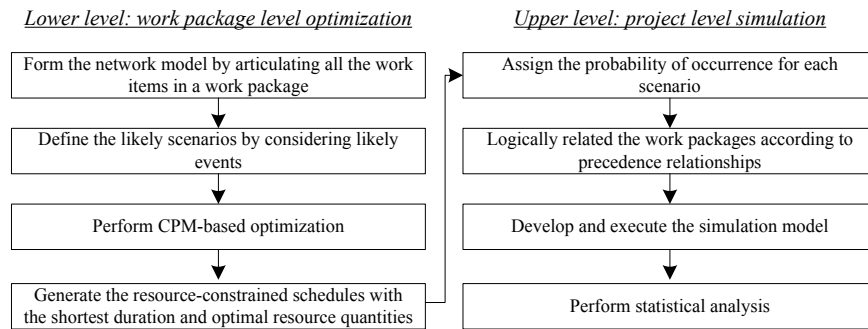 Lower level: work package level optimization
Form the network model by articulating all the work
items in a work package
Define the likely scenarios by considering likely
events
Perform CPM-based optimization
Generate the resource-constrained schedules with
the shortest duration and optimal resource quantities
Upper level: project level simulation
Assign the probability of occurrence for each
scenario
Logically related the work packages according to
precedence relationships
Develop and execute the simulation model
Perform statistical analysis